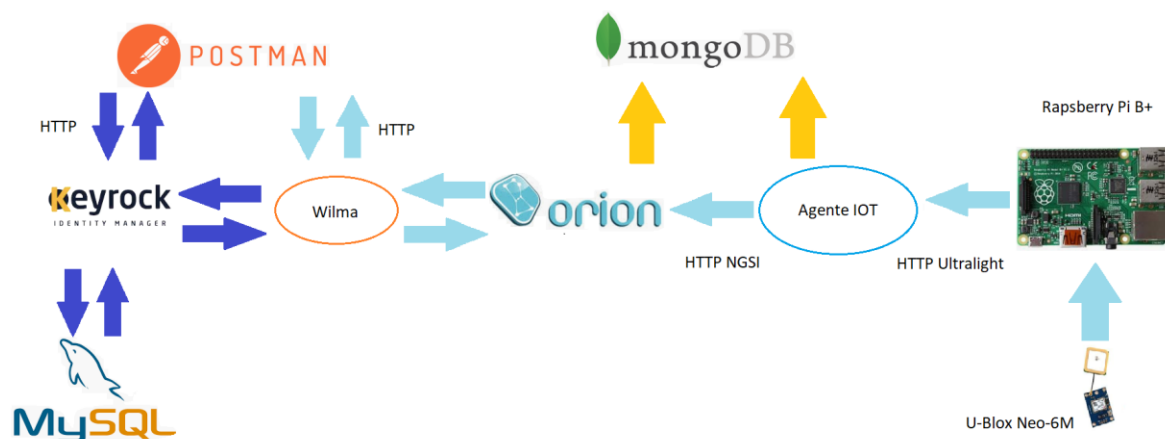 POSTMAN
mongoDB
Rapsberry Pi B+
HTTP
HTTP
keyrock
IDENTITY MANAGER
Wilma
orion
Agente IOT
HTTP NGSI
HTTP Ultralight
MySQL
U-Blox Neo-6M